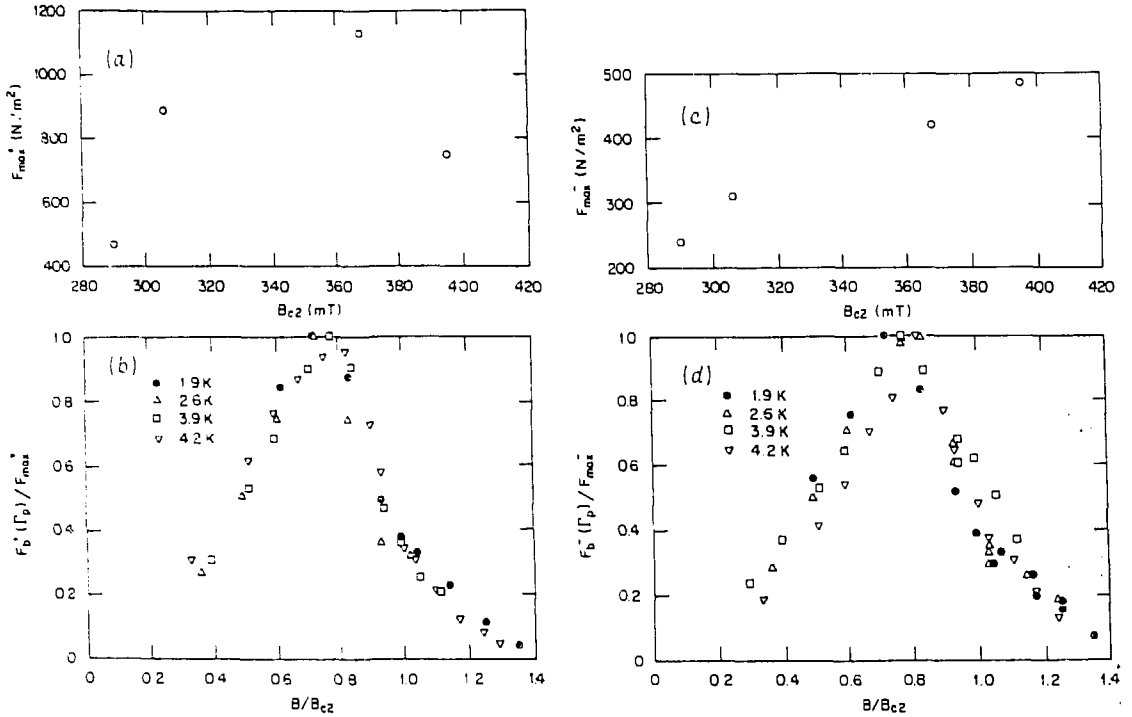 (a)
1200
1000
800
600
400
F_max^+ (N/m²)
280 300 320 340 360 380 400 420
B_c2 (mT)
(b)
1.0
0.8
0.6
0.4
0.2
0
F_b^+ (Γ_p) / F_max^+
● 1.9 K
△ 2.6 K
□ 3.9 K
▽ 4.2 K
0 0.2 0.4 0.6 0.8 1.0 1.2 1.4
B/B_c2
(c)
500
400
300
200
F_max^- (N/m²)
280 300 320 340 360 380 400 420
B_c2 (mT)
(d)
1.0
0.8
0.6
0.4
0.2
0
F_b^- (Γ_p) / F_max^-
● 1.9 K
△ 2.6 K
□ 3.9 K
▽ 4.2 K
0 0.2 0.4 0.6 0.8 1.0 1.2 1.4
B/B_c2